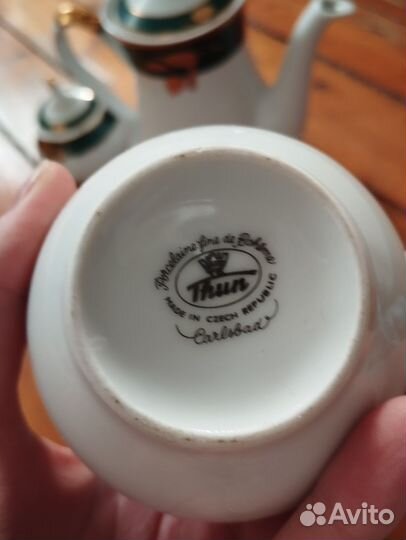 Porcelaine fine de Bohême
Thun
MADE IN CZECH REPUBLIC
Carlsbad
Avito